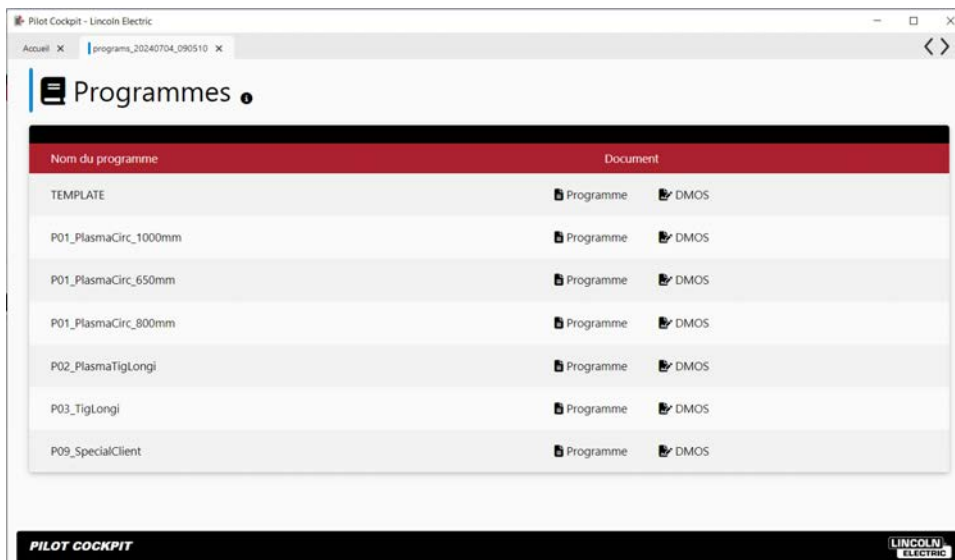 Pilot Cockpit - Lincoln Electric
Accueil programs_20240704_090510
Programmes
Nom du programme Document
TEMPLATE Programme DMOS
P01_PlasmaCirc_1000mm Programme DMOS
P01_PlasmaCirc_650mm Programme DMOS
P01_PlasmaCirc_800mm Programme DMOS
P02_PlasmaTigLongi Programme DMOS
P03_TigLongi Programme DMOS
P09_SpecialClient Programme DMOS
PILOT COCKPIT LINCOLN
ELECTRIC